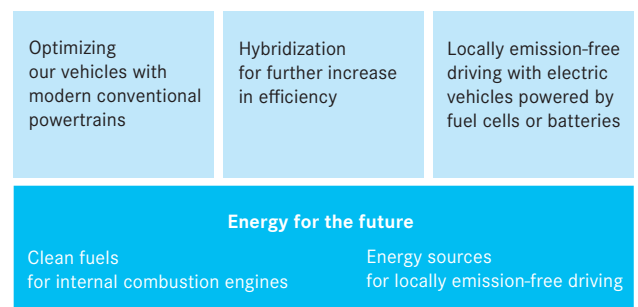 Optimizing
our vehicles with
modern conventional
powertrains
Hybridization
for further increase
in efficiency
Locally emission-free
driving with electric
vehicles powered by
fuel cells or batteries
Energy for the future
Clean fuels
for internal combustion engines
Energy sources
for locally emission-free driving